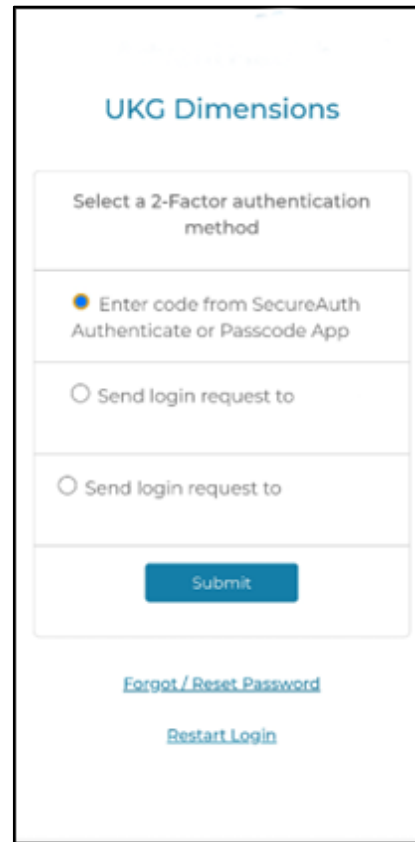 UKG Dimensions
Select a 2-Factor authentication
method
Enter code from SecureAuth
Authenticate or Passcode App
Send login request to
Send login request to
Submit
Forgot / Reset Password
Restart Login